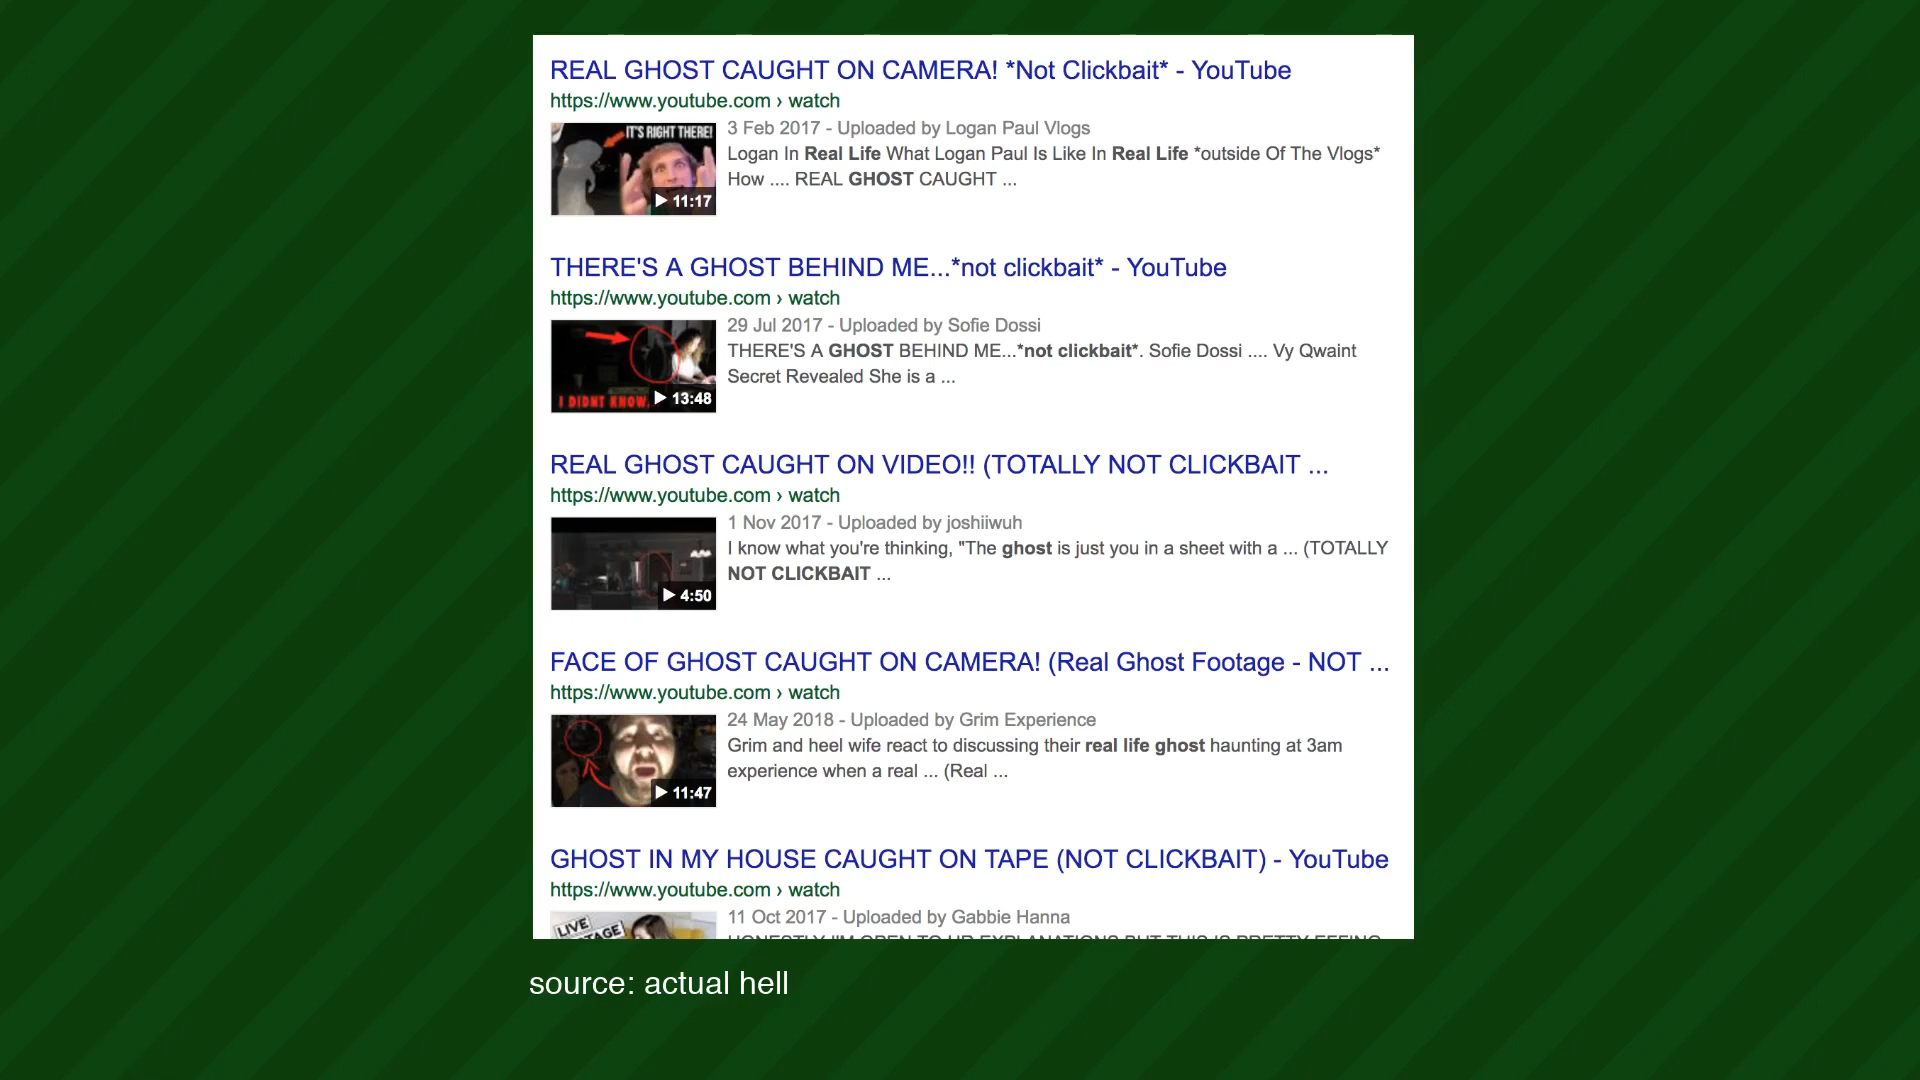 REAL GHOST CAUGHT ON CAMERA! *Not Clickbait* - YouTube
https://www.youtube.com › watch
IT'S RIGHT THERE!
11:17
3 Feb 2017 - Uploaded by Logan Paul Vlogs
Logan In Real Life What Logan Paul Is Like In Real Life *outside Of The Vlogs*
How .... REAL GHOST CAUGHT ...
THERE'S A GHOST BEHIND ME...*not clickbait* - YouTube
https://www.youtube.com › watch
I DIDNT KNOW
13:48
29 Jul 2017 - Uploaded by Sofie Dossi
THERE'S A GHOST BEHIND ME...*not clickbait*. Sofie Dossi .... Vy Qwaint
Secret Revealed She is a ...
REAL GHOST CAUGHT ON VIDEO!! (TOTALLY NOT CLICKBAIT ...
https://www.youtube.com › watch
4:50
1 Nov 2017 - Uploaded by joshiiwuh
I know what you're thinking, "The ghost is just you in a sheet with a ... (TOTALLY
NOT CLICKBAIT ...
FACE OF GHOST CAUGHT ON CAMERA! (Real Ghost Footage - NOT ...
https://www.youtube.com › watch
11:47
24 May 2018 - Uploaded by Grim Experience
Grim and heel wife react to discussing their real life ghost haunting at 3am
experience when a real ... (Real ...
GHOST IN MY HOUSE CAUGHT ON TAPE (NOT CLICKBAIT) - YouTube
https://www.youtube.com › watch
LIVE
11 Oct 2017 - Uploaded by Gabbie Hanna
HONESTLY I'M OPEN TO UR EXPLANATIONS BUT THIS IS PRETTY
source: actual hell